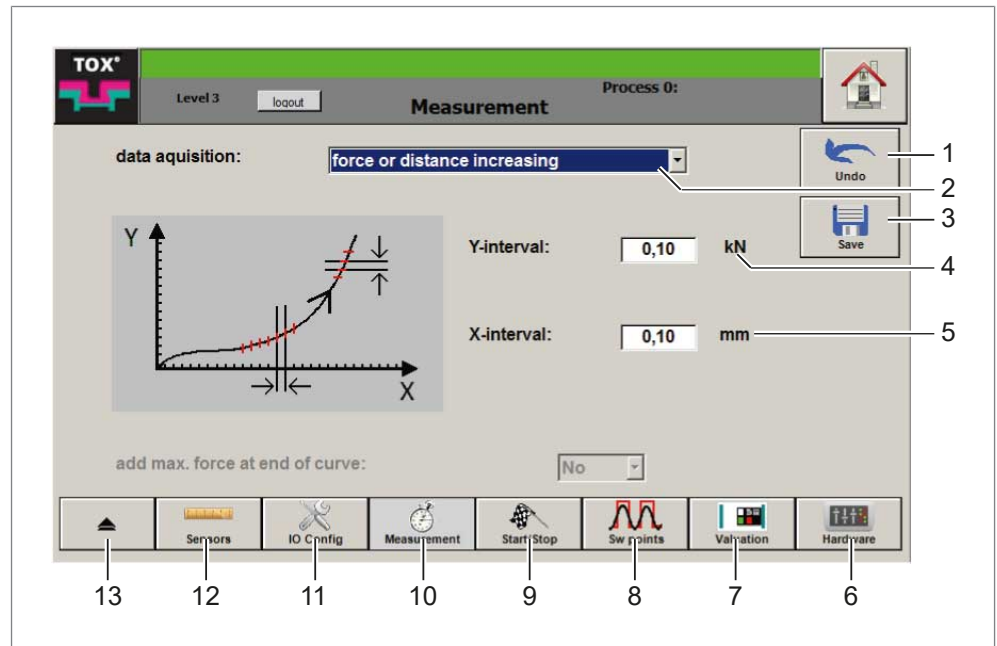 TOX®
Level 3 logout Measurement Process 0:
data aquisition: force or distance increasing
Undo 1
2
Save 3
Y
Y-interval: 0,10 kN
4
X-interval: 0,10 mm 5
X
add max. force at end of curve: No
Sensors IO Config Measurement Start/Stop Sw points Valuation Hardware
13 12 11 10 9 8 7 6